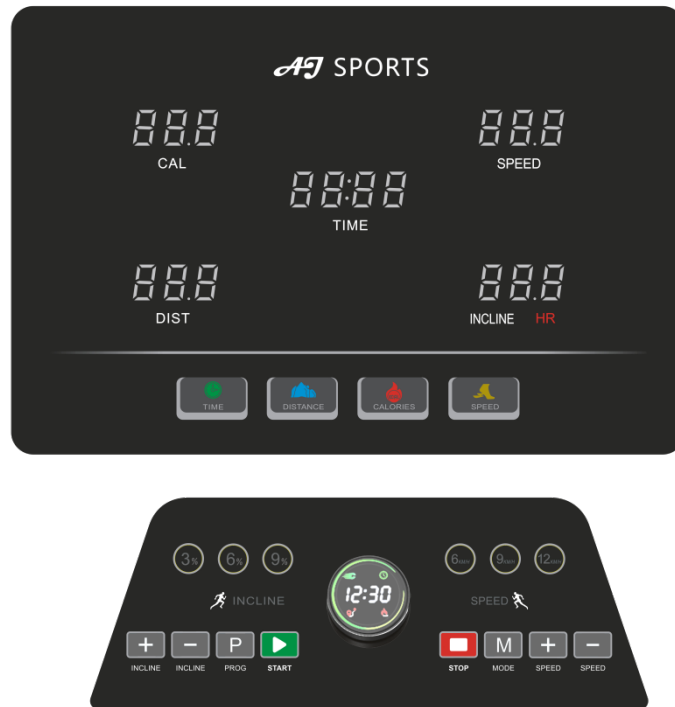 AJ SPORTS
88.8 88.8
CAL SPEED
88:88
TIME
88.8 88.8
DIST INCLINE HR
TIME DISTANCE CALORIES SPEED
3% 6% 9% 6KM/H 9KM/H 12KM/H
12:30
INCLINE SPEED
+ - P M + -
INCLINE INCLINE PROG START STOP MODE SPEED SPEED